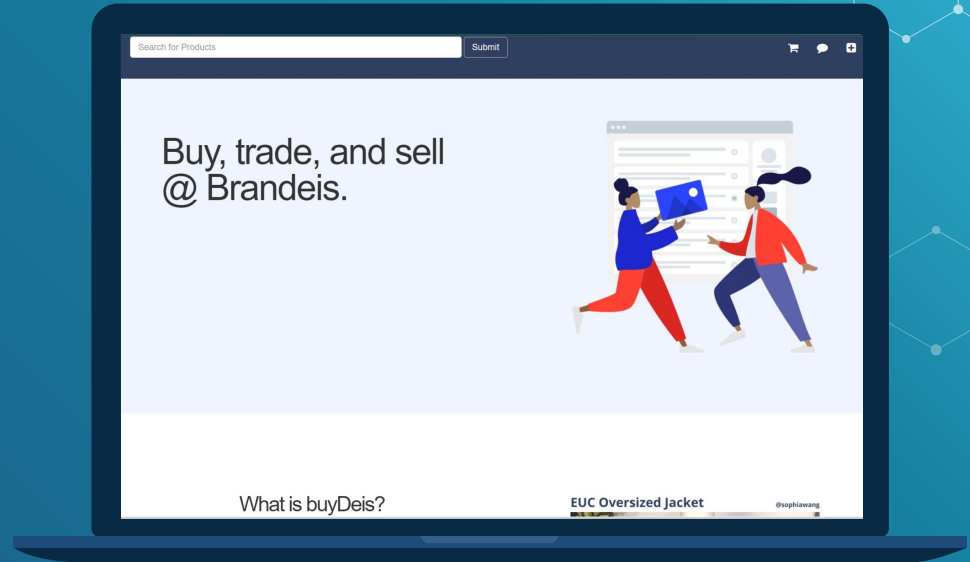 Search for Products
Submit
Buy, trade, and sell
@ Brandeis.
What is buyDeis?
EUC Oversized Jacket
@sophiawang